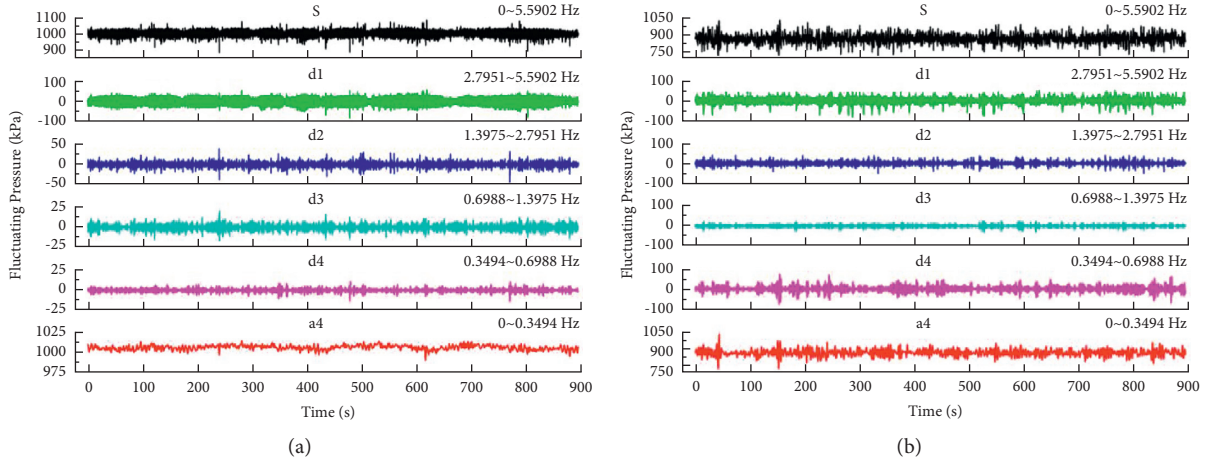 S 0~5.5902 Hz
1100
1000
900
d1 2.7951~5.5902 Hz
100
0
-100
d2 1.3975~2.7951 Hz
50
0
-50
d3 0.6988~1.3975 Hz
25
0
-25
d4 0.3494~0.6988 Hz
25
0
-25
a4 0~0.3494 Hz
1025
1000
975
0 100 200 300 400 500 600 700 800 900
Time (s)
Fluctuating Pressure (kPa)
(a)
S 0~5.5902 Hz
1050
900
750
d1 2.7951~5.5902 Hz
100
0
-100
d2 1.3975~2.7951 Hz
100
0
-100
d3 0.6988~1.3975 Hz
100
0
-100
d4 0.3494~0.6988 Hz
100
0
-100
a4 0~0.3494 Hz
1050
900
750
0 100 200 300 400 500 600 700 800 900
Time (s)
Fluctuating Pressure (kPa)
(b)